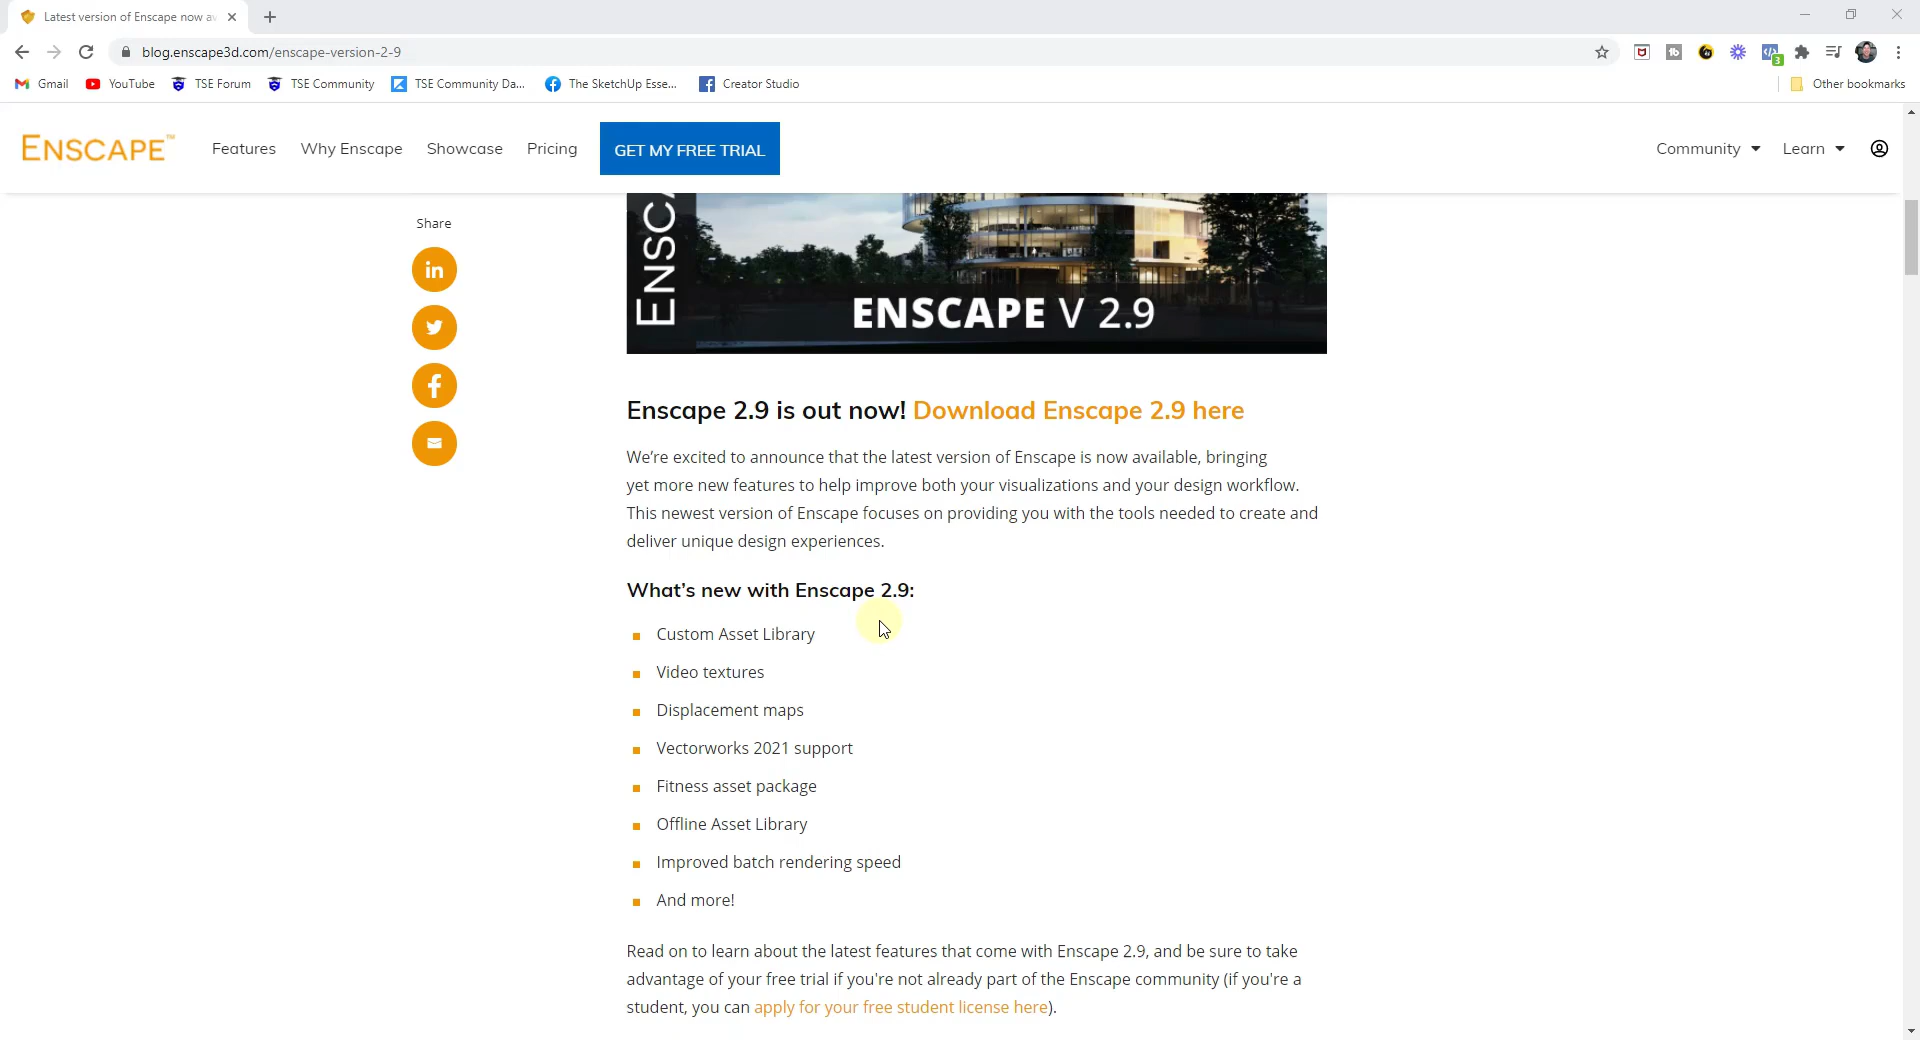 Latest version of Enscape now av
blog.enscape3d.com/enscape-version-2-9
3
Gmail
YouTube
TSE Forum
TSE Community
TSE Community Da...
The SketchUp Esse...
Creator Studio
Other bookmarks
ENSCAPE™
Features
Why Enscape
Showcase
Pricing
GET MY FREE TRIAL
Community
Learn
Share
in
ENSCA
ENSCAPE V 2.9
Enscape 2.9 is out now! Download Enscape 2.9 here
We're excited to announce that the latest version of Enscape is now available, bringing
yet more new features to help improve both your visualizations and your design workflow.
This newest version of Enscape focuses on providing you with the tools needed to create and
deliver unique design experiences.
What's new with Enscape 2.9:
Custom Asset Library
Video textures
Displacement maps
Vectorworks 2021 support
Fitness asset package
Offline Asset Library
Improved batch rendering speed
And more!
Read on to learn about the latest features that come with Enscape 2.9, and be sure to take
advantage of your free trial if you're not already part of the Enscape community (if you're a
student, you can apply for your free student license here).